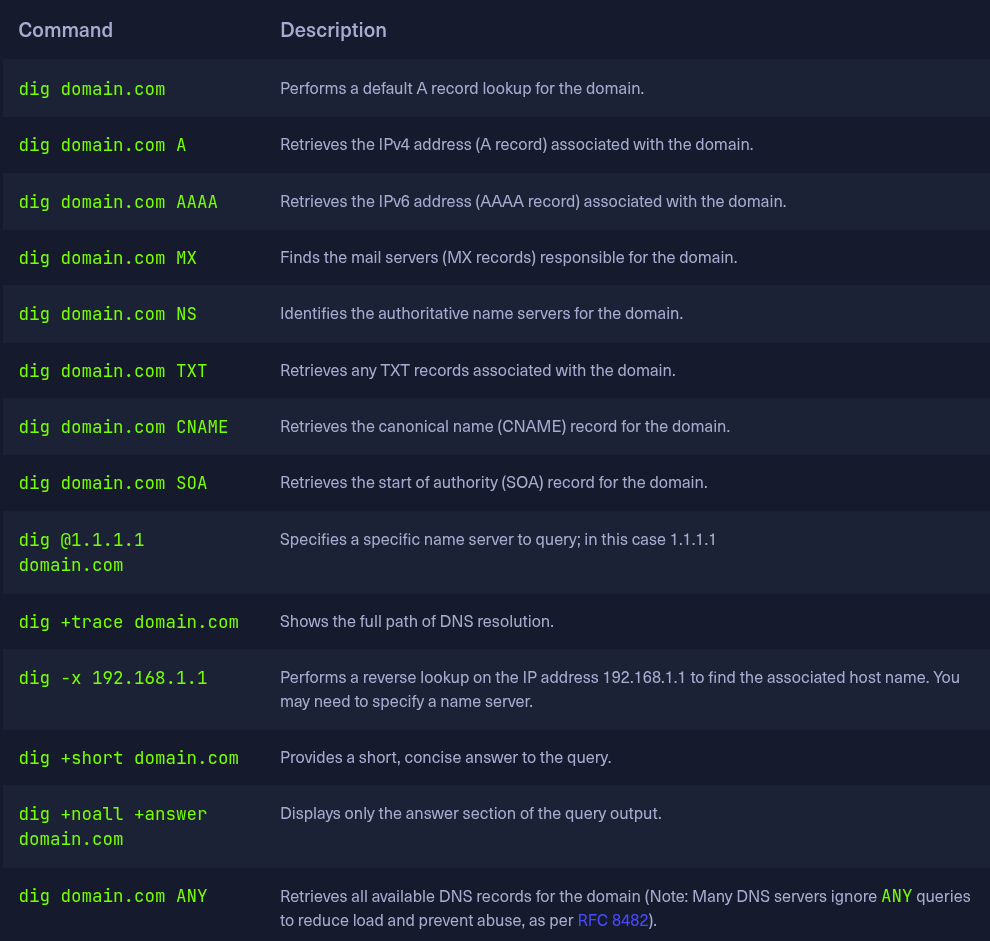 Command Description
dig domain.com Performs a default A record lookup for the domain.
dig domain.com A Retrieves the IPv4 address (A record) associated with the domain.
dig domain.com AAAA Retrieves the IPv6 address (AAAA record) associated with the domain.
dig domain.com MX Finds the mail servers (MX records) responsible for the domain.
dig domain.com NS Identifies the authoritative name servers for the domain.
dig domain.com TXT Retrieves any TXT records associated with the domain.
dig domain.com CNAME Retrieves the canonical name (CNAME) record for the domain.
dig domain.com SOA Retrieves the start of authority (SOA) record for the domain.
dig @1.1.1.1 Specifies a specific name server to query; in this case 1.1.1.1
domain.com
dig +trace domain.com Shows the full path of DNS resolution.
dig -x 192.168.1.1 Performs a reverse lookup on the IP address 192.168.1.1 to find the associated host name. You
may need to specify a name server.
dig +short domain.com Provides a short, concise answer to the query.
dig +noall +answer Displays only the answer section of the query output.
domain.com
dig domain.com ANY Retrieves all available DNS records for the domain (Note: Many DNS servers ignore ANY queries
to reduce load and prevent abuse, as per RFC 8482).